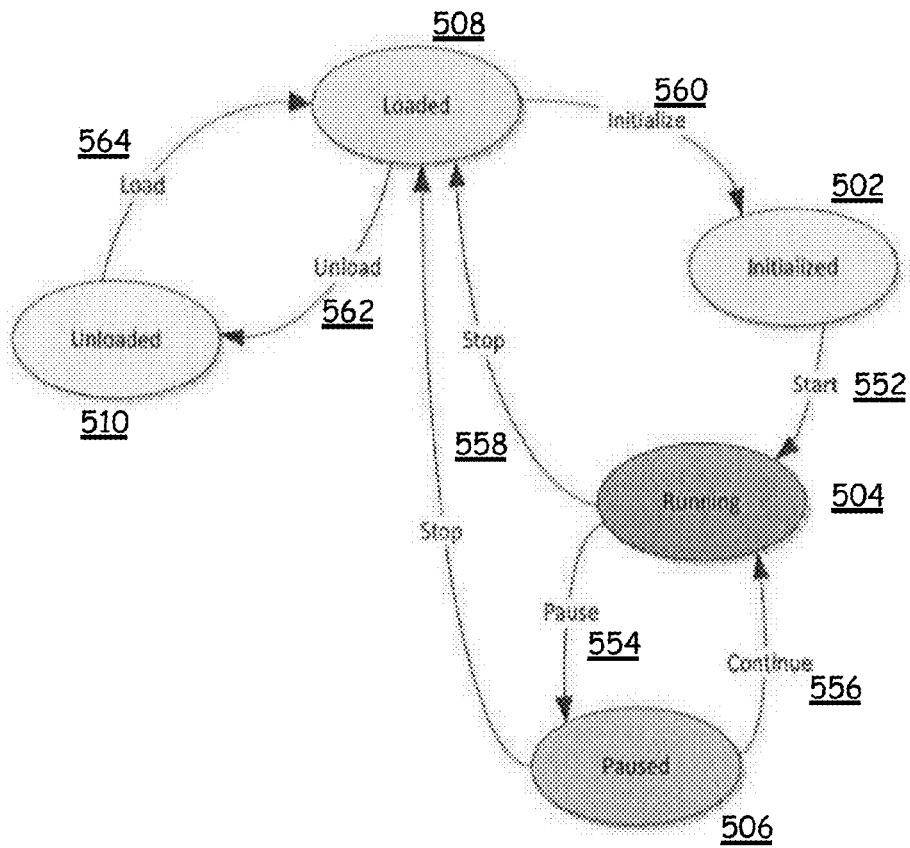 508
Loaded
560
Initialize
564
Load
502
Initialized
Unload
562
Unloaded
510
Stop
Start 552
558
Running
504
Stop
Pause
554
Continue
556
Paused
506